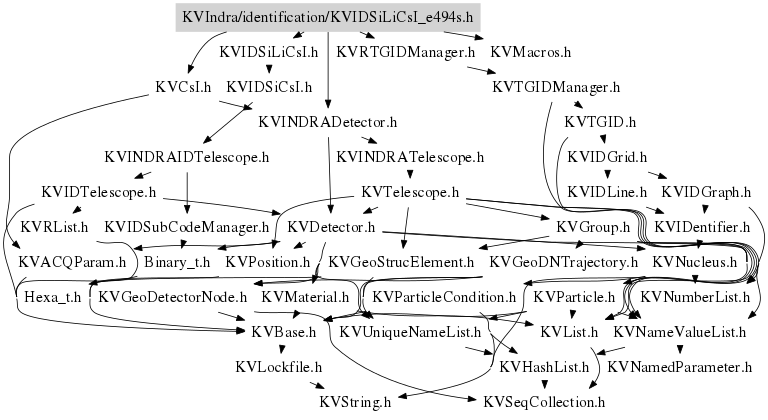 KVIndra/identification/KVIDSiLiCsI_e494s.h
KVIDSiLiCsI.h KVRTGIDManager.h KVMacros.h
KVCsI.h KVIDSiCsI.h KVTGIDManager.h
KVINDRADetector.h KVTGID.h
KVINDRAIDTelescope.h KVINDRATelescope.h KVIDGrid.h
KVIDTelescope.h KVTelescope.h KVIDLine.h KVIDGraph.h
KVRList.h KVIDSubCodeManager.h KVDetector.h KVGroup.h KVIDentifier.h
KVACQParam.h Binary_t.h KVPosition.h KVGeoStrucElement.h KVGeoDNTrajectory.h KVNucleus.h
Hexa_t.h KVGeoDetectorNode.h KVMaterial.h KVParticleCondition.h KVParticle.h KVNumberList.h
KVBase.h KVUniqueNameList.h KVList.h KVNameValueList.h
KVLockfile.h KVHashList.h KVNamedParameter.h
KVString.h KVSeqCollection.h